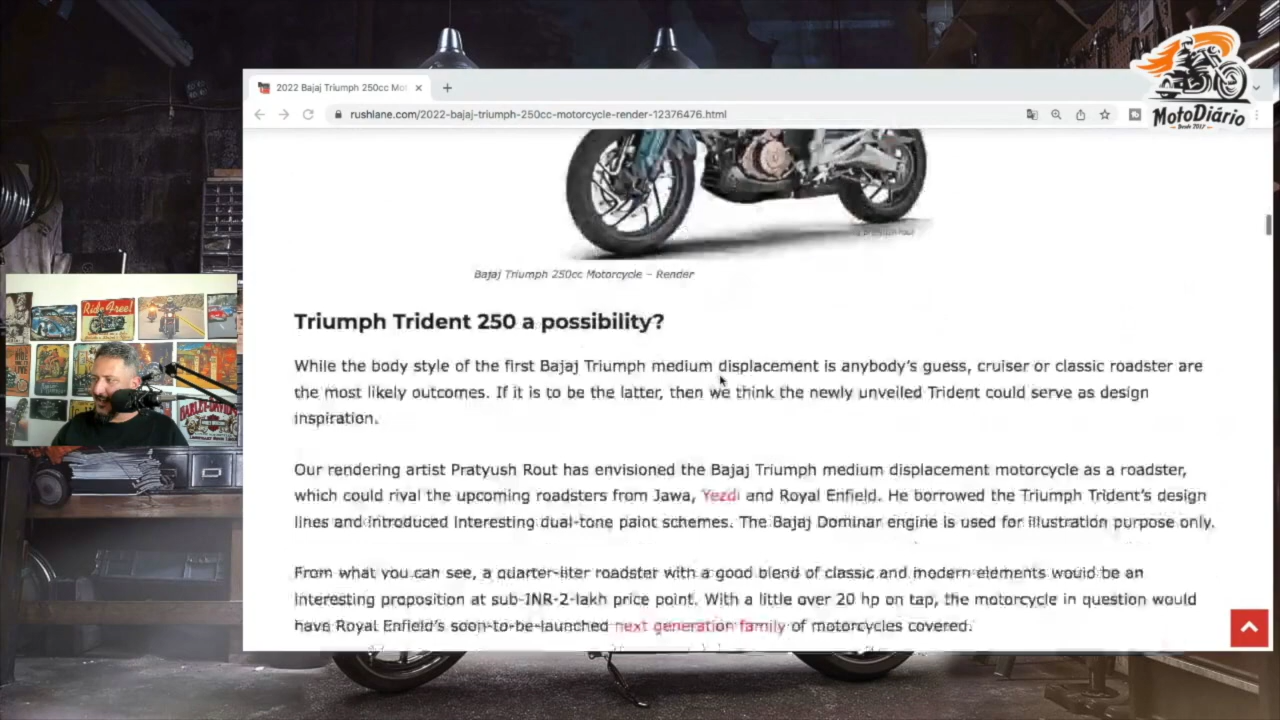 2022 Bajaj Triumph 250cc Mot
rushlane.com/2022-bajaj-triumph-250cc-motorcycle-render-12376476.html
MotoDiário
Desde 2017
Bajaj Triumph 250cc Motorcycle – Render
Triumph Trident 250 a possibility?
While the body style of the first Bajaj Triumph medium displacement is anybody's guess, cruiser or classic roadster are
the most likely outcomes. If it is to be the latter, then we think the newly unveiled Trident could serve as design
inspiration.
Our rendering artist Pratyush Rout has envisioned the Bajaj Triumph medium displacement motorcycle as a roadster,
which could rival the upcoming roadsters from Jawa, Yezdi and Royal Enfield. He borrowed the Triumph Trident's design
lines and introduced interesting dual-tone paint schemes. The Bajaj Dominar engine is used for illustration purpose only.
From what you can see, a quarter-liter roadster with a good blend of classic and modern elements would be an
interesting proposition at sub-INR-2-lakh price point. With a little over 20 hp on tap, the motorcycle in question would
have Royal Enfield's soon-to-be-launched next generation family of motorcycles covered.
Ride Free!
HARLEY-DAVIDSON